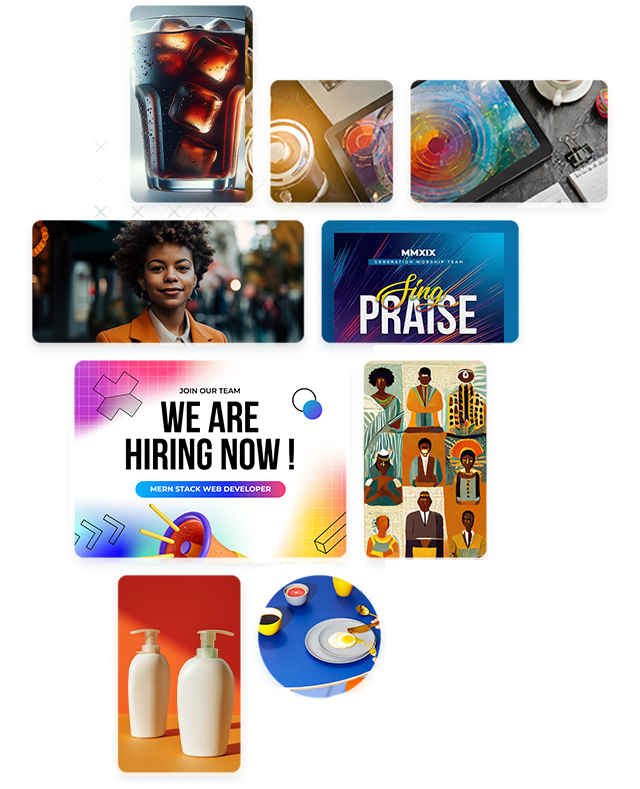 MMXIX
GENERATION WORSHIP TEAM
Sing
PRAISE
JOIN OUR TEAM
WE ARE
HIRING NOW !
MERN STACK WEB DEVELOPER